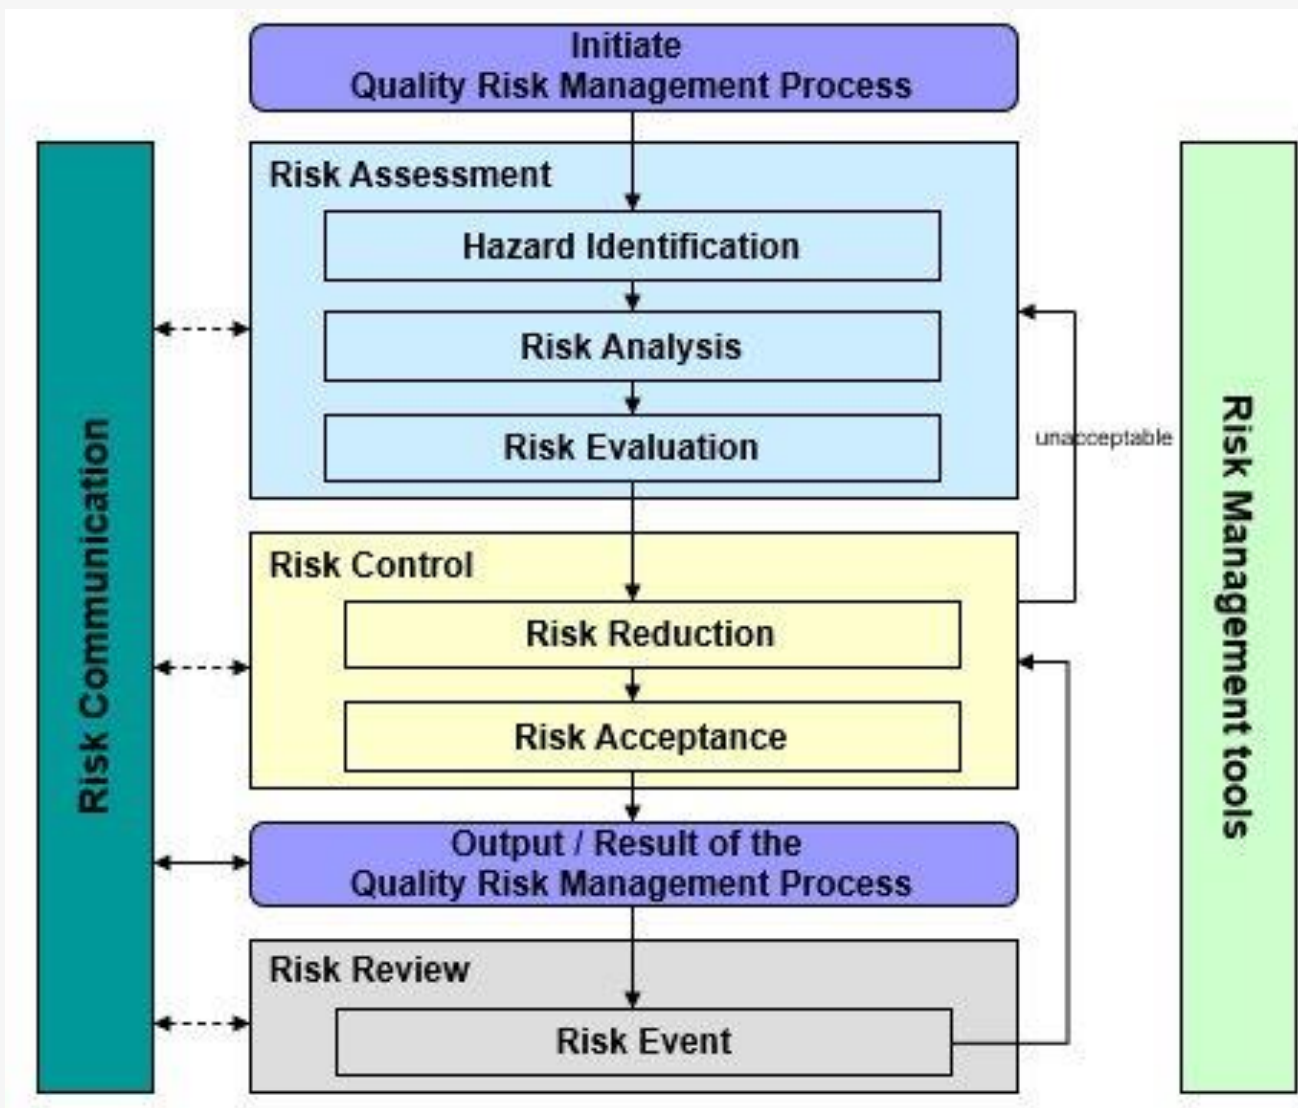 Initiate
Quality Risk Management Process
Risk Assessment
Hazard Identification
Risk Analysis
Risk Evaluation
unacceptable
Risk Control
Risk Reduction
Risk Acceptance
Output / Result of the
Quality Risk Management Process
Risk Review
Risk Event
Risk Communication
Risk Management tools